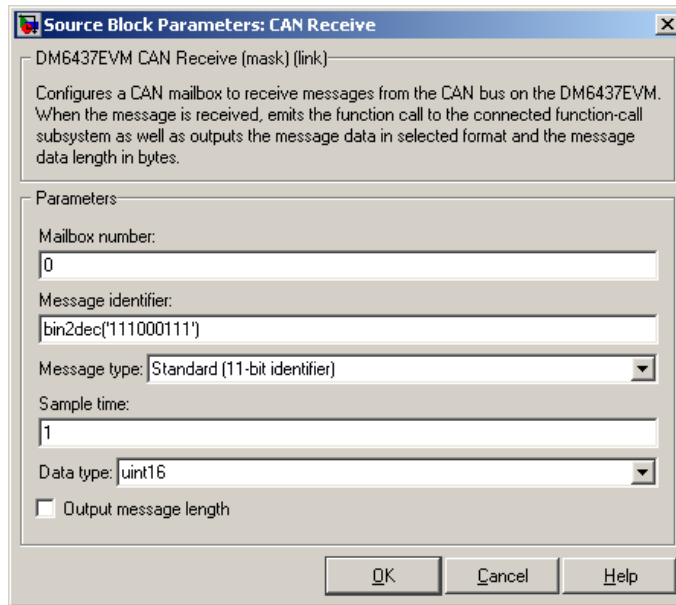 Source Block Parameters: CAN Receive
DM6437EVM CAN Receive (mask) (link)
Configures a CAN mailbox to receive messages from the CAN bus on the DM6437EVM.
When the message is received, emits the function call to the connected function-call
subsystem as well as outputs the message data in selected format and the message
data length in bytes.
Parameters
Mailbox number:
0
Message identifier:
bin2dec('111000111')
Message type: Standard (11-bit identifier)
Sample time:
1
Data type: uint16
Output message length
OK Cancel Help